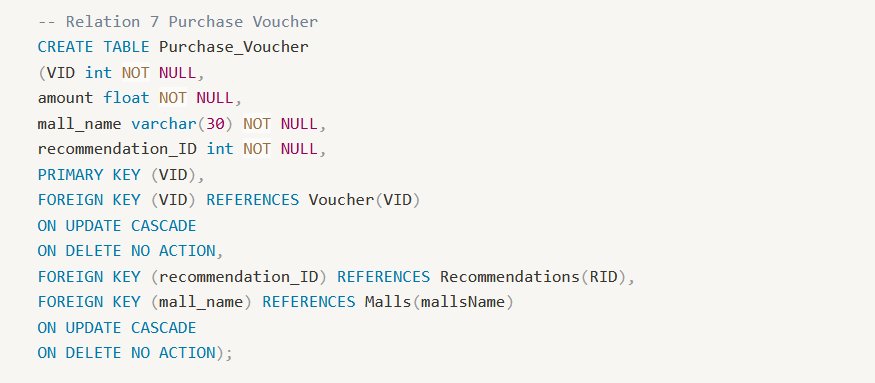 -- Relation 7 Purchase Voucher
CREATE TABLE Purchase_Voucher
(VID int NOT NULL,
amount float NOT NULL,
mall_name varchar(30) NOT NULL,
recommendation_ID int NOT NULL,
PRIMARY KEY (VID),
FOREIGN KEY (VID) REFERENCES Voucher(VID)
ON UPDATE CASCADE
ON DELETE NO ACTION,
FOREIGN KEY (recommendation_ID) REFERENCES Recommendations(RID),
FOREIGN KEY (mall_name) REFERENCES Malls(mallsName)
ON UPDATE CASCADE
ON DELETE NO ACTION);